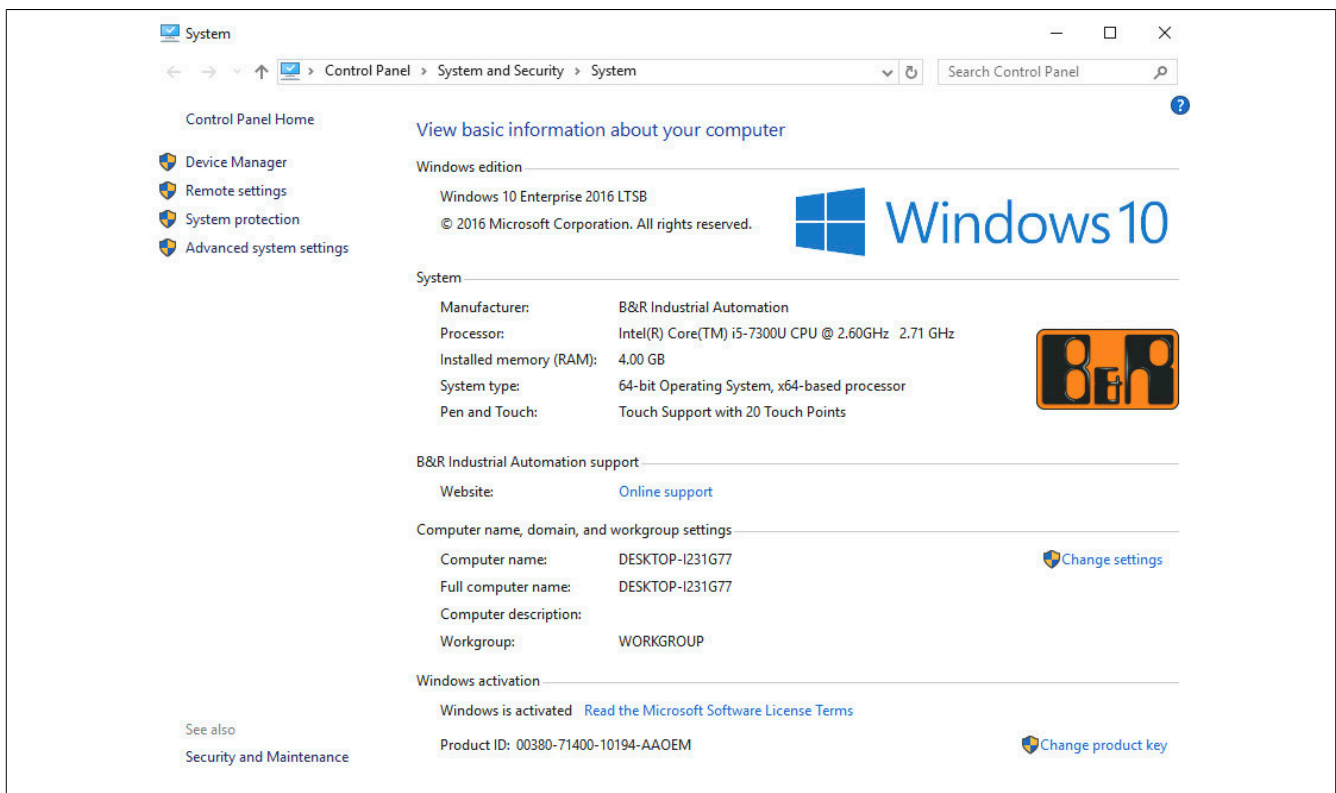 System
Control Panel > System and Security > System
Search Control Panel
Control Panel Home
Device Manager
Remote settings
System protection
Advanced system settings
See also
Security and Maintenance
View basic information about your computer
Windows edition
Windows 10 Enterprise 2016 LTSB
© 2016 Microsoft Corporation. All rights reserved.
Windows 10
System
Manufacturer: B&R Industrial Automation
Processor: Intel(R) Core(TM) i5-7300U CPU @ 2.60GHz 2.71 GHz
Installed memory (RAM): 4.00 GB
System type: 64-bit Operating System, x64-based processor
Pen and Touch: Touch Support with 20 Touch Points
B&R
B&R Industrial Automation support
Website: Online support
Computer name, domain, and workgroup settings
Computer name: DESKTOP-I231G77
Change settings
Full computer name: DESKTOP-I231G77
Computer description:
Workgroup: WORKGROUP
Windows activation
Windows is activated Read the Microsoft Software License Terms
Product ID: 00380-71400-10194-AAOEM
Change product key